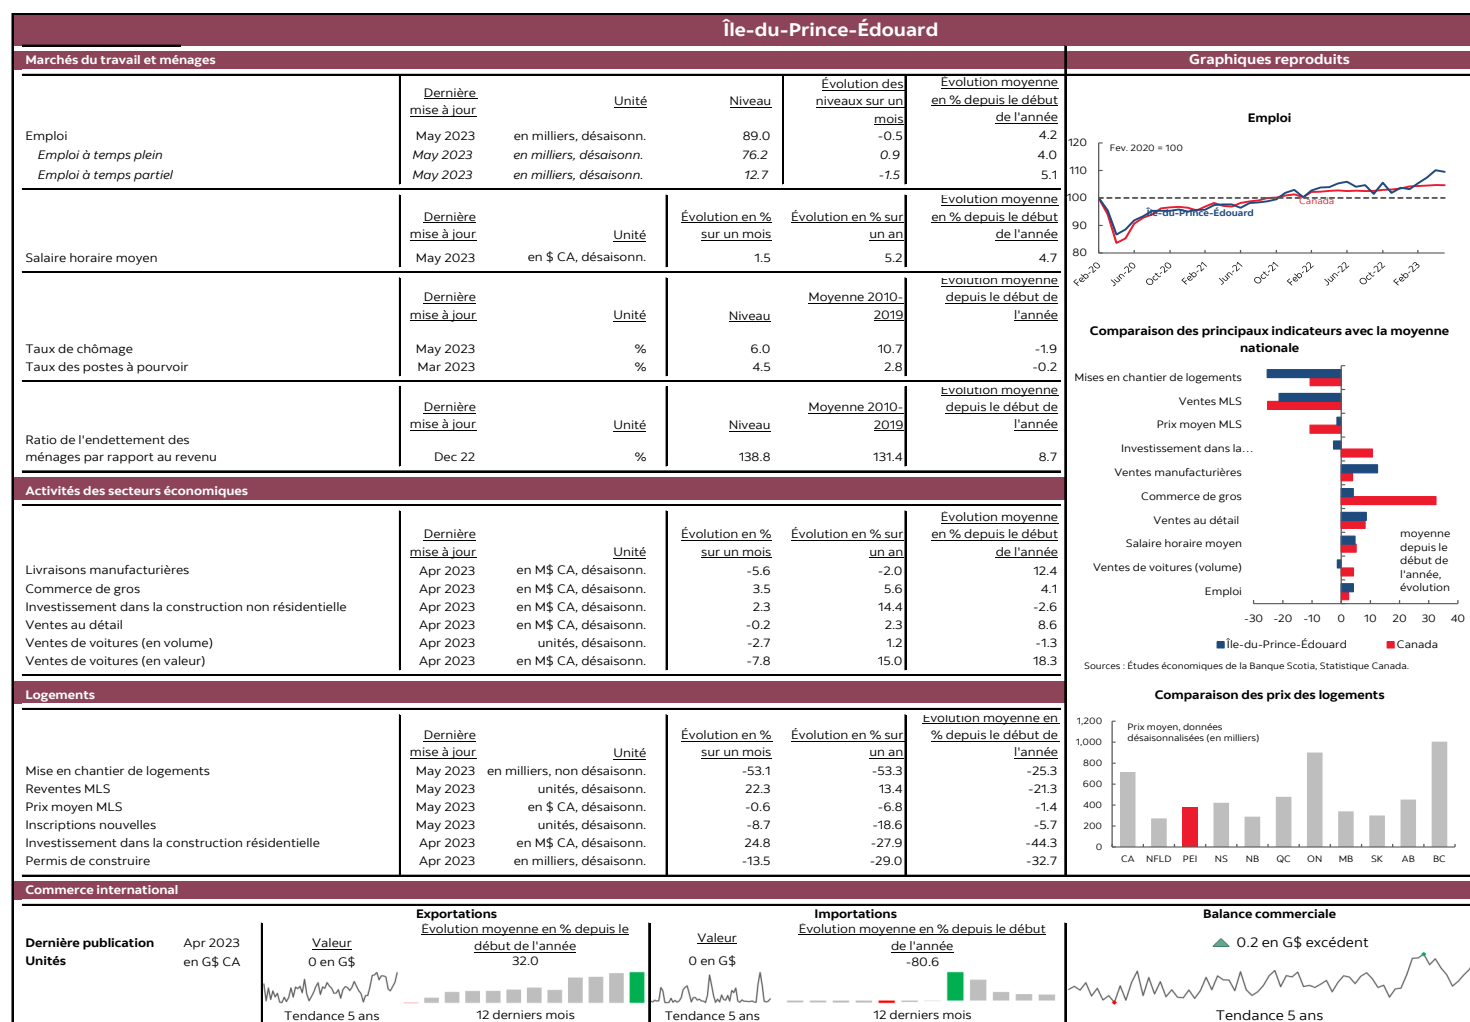 Île-du-Prince-Édouard
Marchés du travail et ménages
Dernière mise à jour Unité Niveau Évolution des niveaux sur un mois Évolution moyenne en % depuis le début de l'année
Emploi May 2023 en milliers, désaisonn. 89.0 -0.5 4.2
Emploi à temps plein May 2023 en milliers, désaisonn. 76.2 0.9 4.0
Emploi à temps partiel May 2023 en milliers, désaisonn. 12.7 -1.5 5.1
Dernière mise à jour Unité Évolution en % sur un mois Évolution en % sur un an Évolution moyenne en % depuis le début de l'année
Salaire horaire moyen May 2023 en $ CA, désaisonn. 1.5 5.2 4.7
Dernière mise à jour Unité Niveau Moyenne 2010-2019 Évolution moyenne depuis le début de l'année
Taux de chômage May 2023 % 6.0 10.7 -1.9
Taux des postes à pourvoir Mar 2023 % 4.5 2.8 -0.2
Dernière mise à jour Unité Niveau Moyenne 2010-2019 Évolution moyenne depuis le début de l'année
Ratio de l'endettement des
ménages par rapport au revenu Dec 22 % 138.8 131.4 8.7
Activités des secteurs économiques
Dernière mise à jour Unité Évolution en % sur un mois Évolution en % sur un an Évolution moyenne en % depuis le début de l'année
Livraisons manufacturières Apr 2023 en M$ CA, désaisonn. -5.6 -2.0 12.4
Commerce de gros Apr 2023 en M$ CA, désaisonn. 3.5 5.6 4.1
Investissement dans la construction non résidentielle Apr 2023 en M$ CA, désaisonn. 2.3 14.4 -2.6
Ventes au détail Apr 2023 en M$ CA, désaisonn. -0.2 2.3 8.6
Ventes de voitures (en volume) Apr 2023 unités, désaisonn. -2.7 1.2 -1.3
Ventes de voitures (en valeur) Apr 2023 en M$ CA, désaisonn. -7.8 15.0 18.3
Logements
Dernière mise à jour Unité Évolution en % sur un mois Évolution en % sur un an Évolution moyenne en % depuis le début de l'année
Mise en chantier de logements May 2023 en milliers, non désaisonn. -53.1 -53.3 -25.3
Reventes MLS May 2023 unités, désaisonn. 22.3 13.4 -21.3
Prix moyen MLS May 2023 en $ CA, désaisonn. -0.6 -6.8 -1.4
Inscriptions nouvelles May 2023 unités, désaisonn. -8.7 -18.6 -5.7
Investissement dans la construction résidentielle Apr 2023 en M$ CA, désaisonn. 24.8 -27.9 -44.3
Permis de construire Apr 2023 en milliers, désaisonn. -13.5 -29.0 -32.7
Graphiques reproduits
Emploi
Fev. 2020 = 100
120
110
100
90
80
Canada
Île-du-Prince-Édouard
Feb-20 Jun-20 Oct-20 Feb-21 Jun-21 Oct-21 Feb-22 Jun-22 Oct-22 Feb-23
Comparaison des principaux indicateurs avec la moyenne
nationale
Mises en chantier de logements
Ventes MLS
Prix moyen MLS
Investissement dans la…
Ventes manufacturières
Commerce de gros
Ventes au détail
Salaire horaire moyen
Ventes de voitures (volume)
Emploi
moyenne
depuis le
début de
l'année,
évolution
-30 -20 -10 0 10 20 30 40
Île-du-Prince-Édouard Canada
Sources : Études économiques de la Banque Scotia, Statistique Canada.
Comparaison des prix des logements
Prix moyen, données
désaisonnalisées (en milliers)
1,200
1,000
800
600
400
200
0
CA NFLD PEI NS NB QC ON MB SK AB BC
Commerce international
Exportations Importations Balance commerciale
Dernière publication Apr 2023
Unités en G$ CA
Valeur
0 en G$
Tendance 5 ans
Évolution moyenne en % depuis le
début de l'année
32.0
12 derniers mois
Valeur
0 en G$
Tendance 5 ans
Évolution moyenne en % depuis le début
de l'année
-80.6
12 derniers mois
0.2 en G$ excédent
Tendance 5 ans